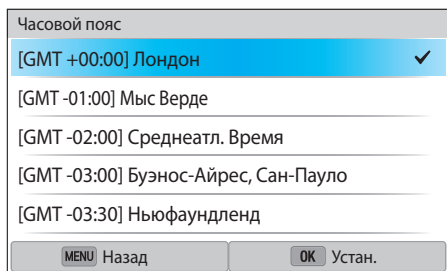 Часовой пояс
[GMT +00:00] Лондон
[GMT -01:00] Мыс Верде
[GMT -02:00] Среднеатл. Время
[GMT -03:00] Буэнос-Айрес, Сан-Пауло
[GMT -03:30] Ньюфаундленд
MENU Назад OK Устан.